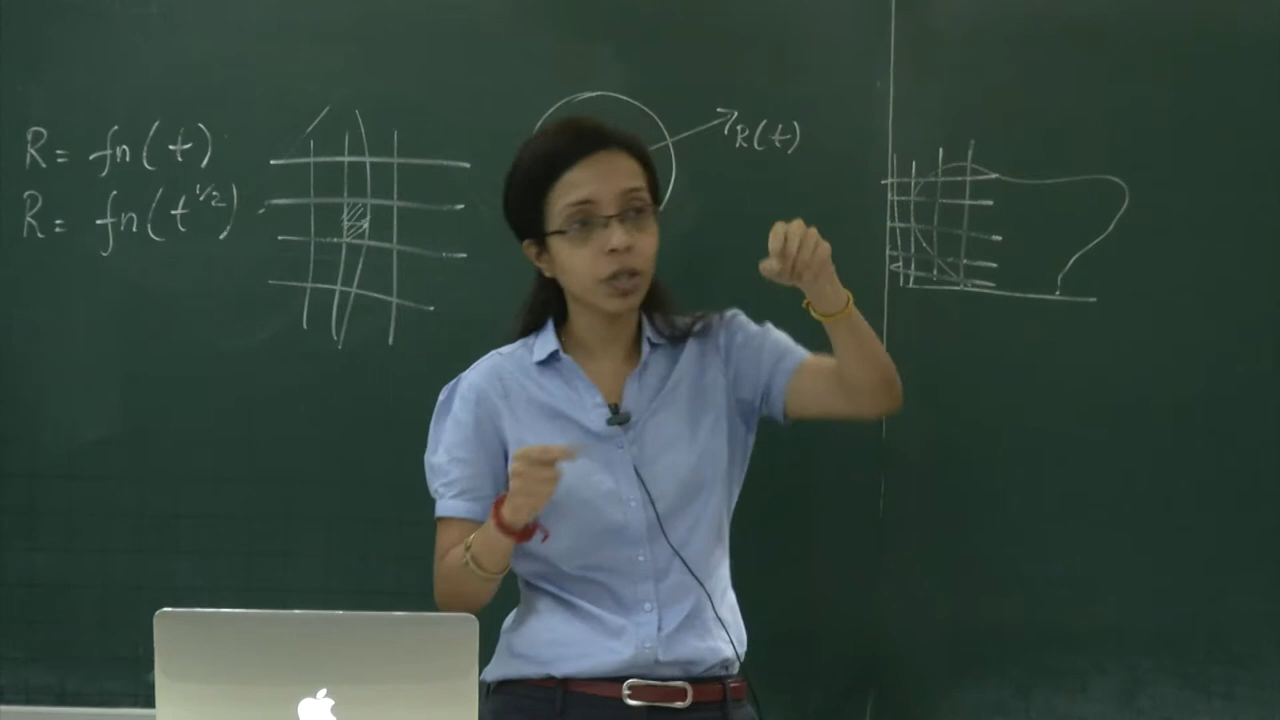 R = fn(t)
R = fn(t^{1/2})
R(t)